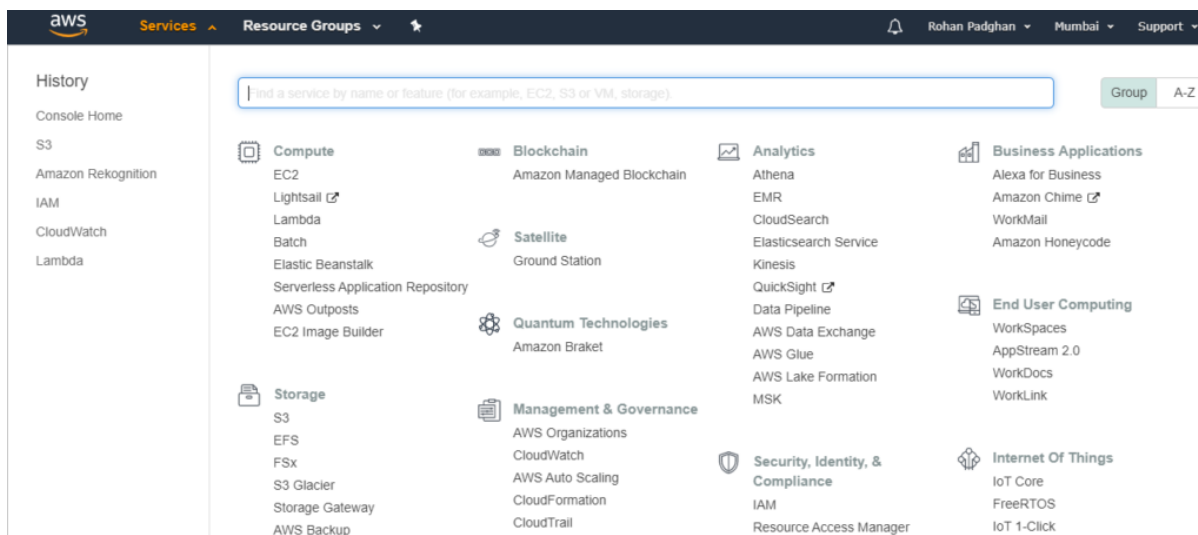 aws
Services
Resource Groups
Rohan Padghan
Mumbai
Support
History
Console Home
S3
Amazon Rekognition
IAM
CloudWatch
Lambda
Find a service by name or feature (for example, EC2, S3 or VM, storage).
Group
A-Z
Compute
EC2
Lightsail
Lambda
Batch
Elastic Beanstalk
Serverless Application Repository
AWS Outposts
EC2 Image Builder
Storage
S3
EFS
FSx
S3 Glacier
Storage Gateway
AWS Backup
Blockchain
Amazon Managed Blockchain
Satellite
Ground Station
Quantum Technologies
Amazon Braket
Management & Governance
AWS Organizations
CloudWatch
AWS Auto Scaling
CloudFormation
CloudTrail
Analytics
Athena
EMR
CloudSearch
Elasticsearch Service
Kinesis
QuickSight
Data Pipeline
AWS Data Exchange
AWS Glue
AWS Lake Formation
MSK
Security, Identity, &
Compliance
IAM
Resource Access Manager
Business Applications
Alexa for Business
Amazon Chime
WorkMail
Amazon Honeycode
End User Computing
WorkSpaces
AppStream 2.0
WorkDocs
WorkLink
Internet Of Things
IoT Core
FreeRTOS
IoT 1-Click